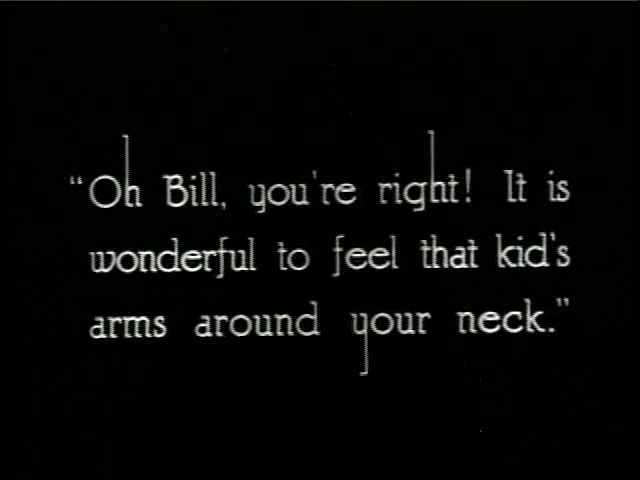 “Oh Bill, you're right! It is
wonderful to feel that kid's
arms around your neck.”